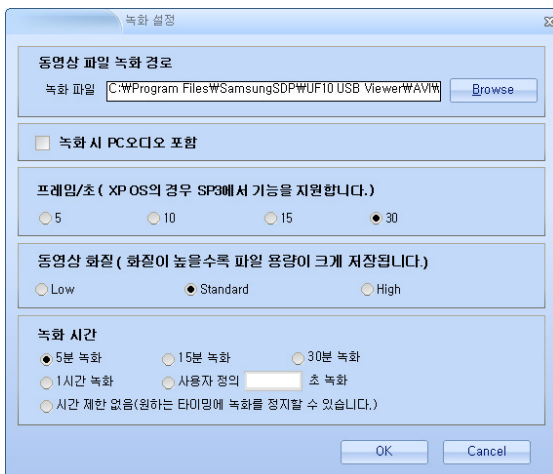 녹화 설정
동영상 파일 녹화 경로
녹화 파일 C:₩Program Files₩SamsungSDP₩UF10 USB Viewer₩AVI₩ Browse
녹화 시 PC오디오 포함
프레임/초 ( XP OS의 경우 SP3에서 기능을 지원합니다.)
5 10 15 30
동영상 화질 ( 화질이 높을수록 파일 용량이 크게 저장됩니다.)
Low Standard High
녹화 시간
5분 녹화 15분 녹화 30분 녹화
1시간 녹화 사용자 정의 초 녹화
시간 제한 없음(원하는 타이밍에 녹화를 정지할 수 있습니다.)
OK Cancel